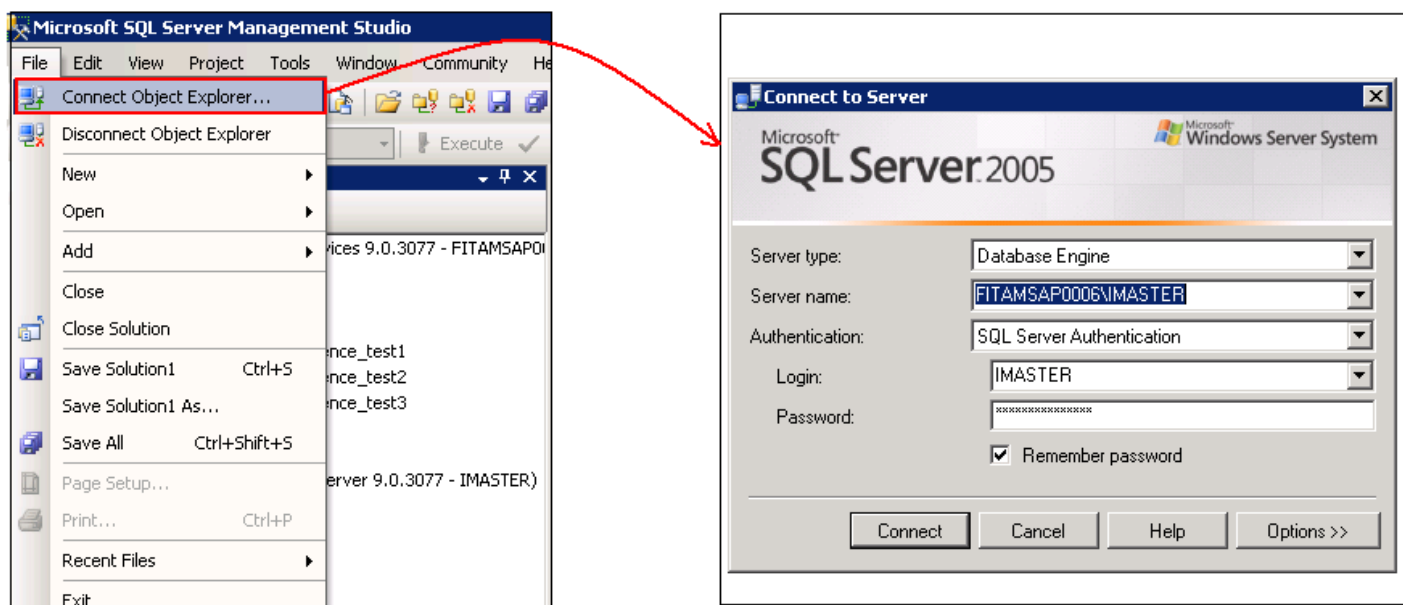 Microsoft SQL Server Management Studio
File Edit View Project Tools Window Community He
Connect Object Explorer...
Disconnect Object Explorer
Execute
New
Open
Add
vices 9.0.3077 - FITAMSAP0
Close
Close Solution
ence_test1
Save Solution1 Ctrl+S
ence_test2
Save Solution1 As...
ence_test3
Save All Ctrl+Shift+S
Page Setup...
erver 9.0.3077 - IMASTER)
Print... Ctrl+P
Recent Files
Exit
Connect to Server
Microsoft
SQL Server 2005
Microsoft
Windows Server System
Server type: Database Engine
Server name: FITAMSAP0006\IMASTER
Authentication: SQL Server Authentication
Login: IMASTER
Password: ***************
Remember password
Connect Cancel Help Options >>